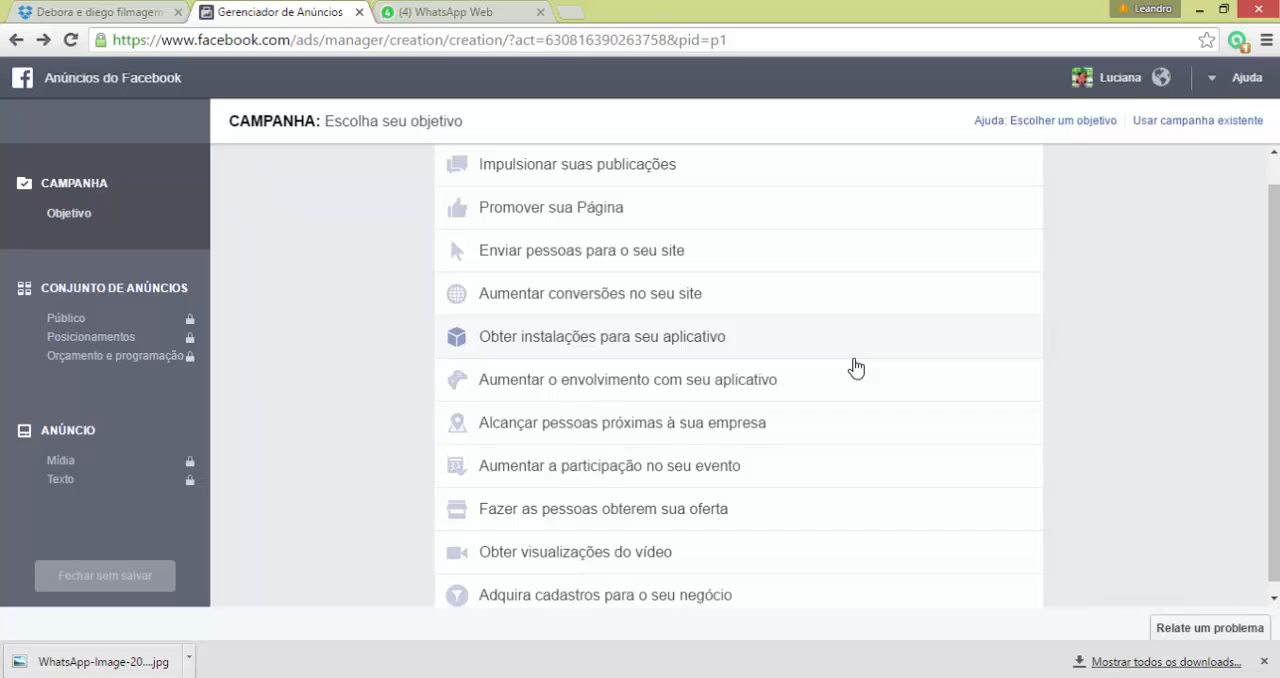 Debora e diego filmagem
Gerenciador de Anúncios
(4) WhatsApp Web
Leandro
https://www.facebook.com/ads/manager/creation/creation/?act=630816390263758&pid=p1
Anúncios do Facebook
Luciana
Ajuda
CAMPANHA: Escolha seu objetivo
Ajuda: Escolher um objetivo
Usar campanha existente
CAMPANHA
Objetivo
CONJUNTO DE ANÚNCIOS
Público
Posicionamentos
Orçamento e programação
ANÚNCIO
Mídia
Texto
Fechar sem salvar
Impulsionar suas publicações
Promover sua Página
Enviar pessoas para o seu site
Aumentar conversões no seu site
Obter instalações para seu aplicativo
Aumentar o envolvimento com seu aplicativo
Alcançar pessoas próximas à sua empresa
Aumentar a participação no seu evento
Fazer as pessoas obterem sua oferta
Obter visualizações do vídeo
Adquira cadastros para o seu negócio
Relate um problema
WhatsApp-Image-20....jpg
Mostrar todos os downloads...